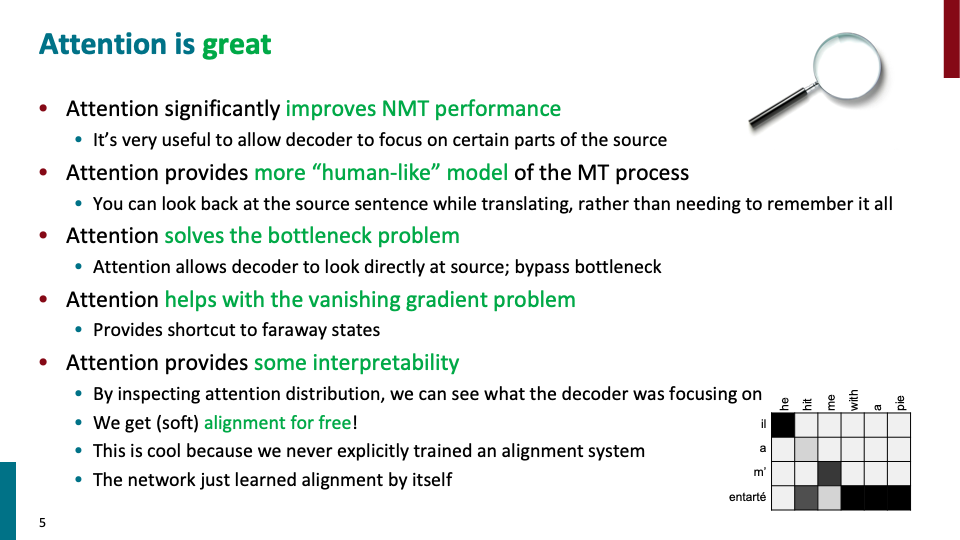 Attention is great
• Attention significantly improves NMT performance
• It’s very useful to allow decoder to focus on certain parts of the source
• Attention provides more “human-like” model of the MT process
• You can look back at the source sentence while translating, rather than needing to remember it all
• Attention solves the bottleneck problem
• Attention allows decoder to look directly at source; bypass bottleneck
• Attention helps with the vanishing gradient problem
• Provides shortcut to faraway states
• Attention provides some interpretability
• By inspecting attention distribution, we can see what the decoder was focusing on
• We get (soft) alignment for free!
• This is cool because we never explicitly trained an alignment system
• The network just learned alignment by itself
he
hit
me
with
a
pie
il
a
m’
entarté
5